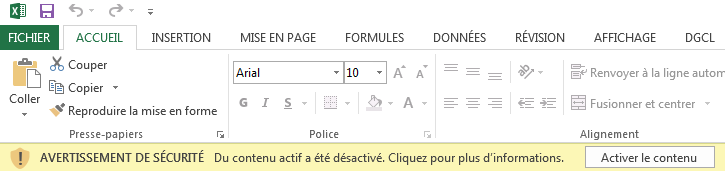 FICHIER ACCUEIL INSERTION MISE EN PAGE FORMULES DONNÉES RÉVISION AFFICHAGE DGCL
Coller
Couper
Copier
Reproduire la mise en forme
Presse-papiers
Arial 10 A A
G I S A
Police
Renvoyer à la ligne autom
Fusionner et centrer
Alignement
AVERTISSEMENT DE SÉCURITÉ Du contenu actif a été désactivé. Cliquez pour plus d'informations. Activer le contenu